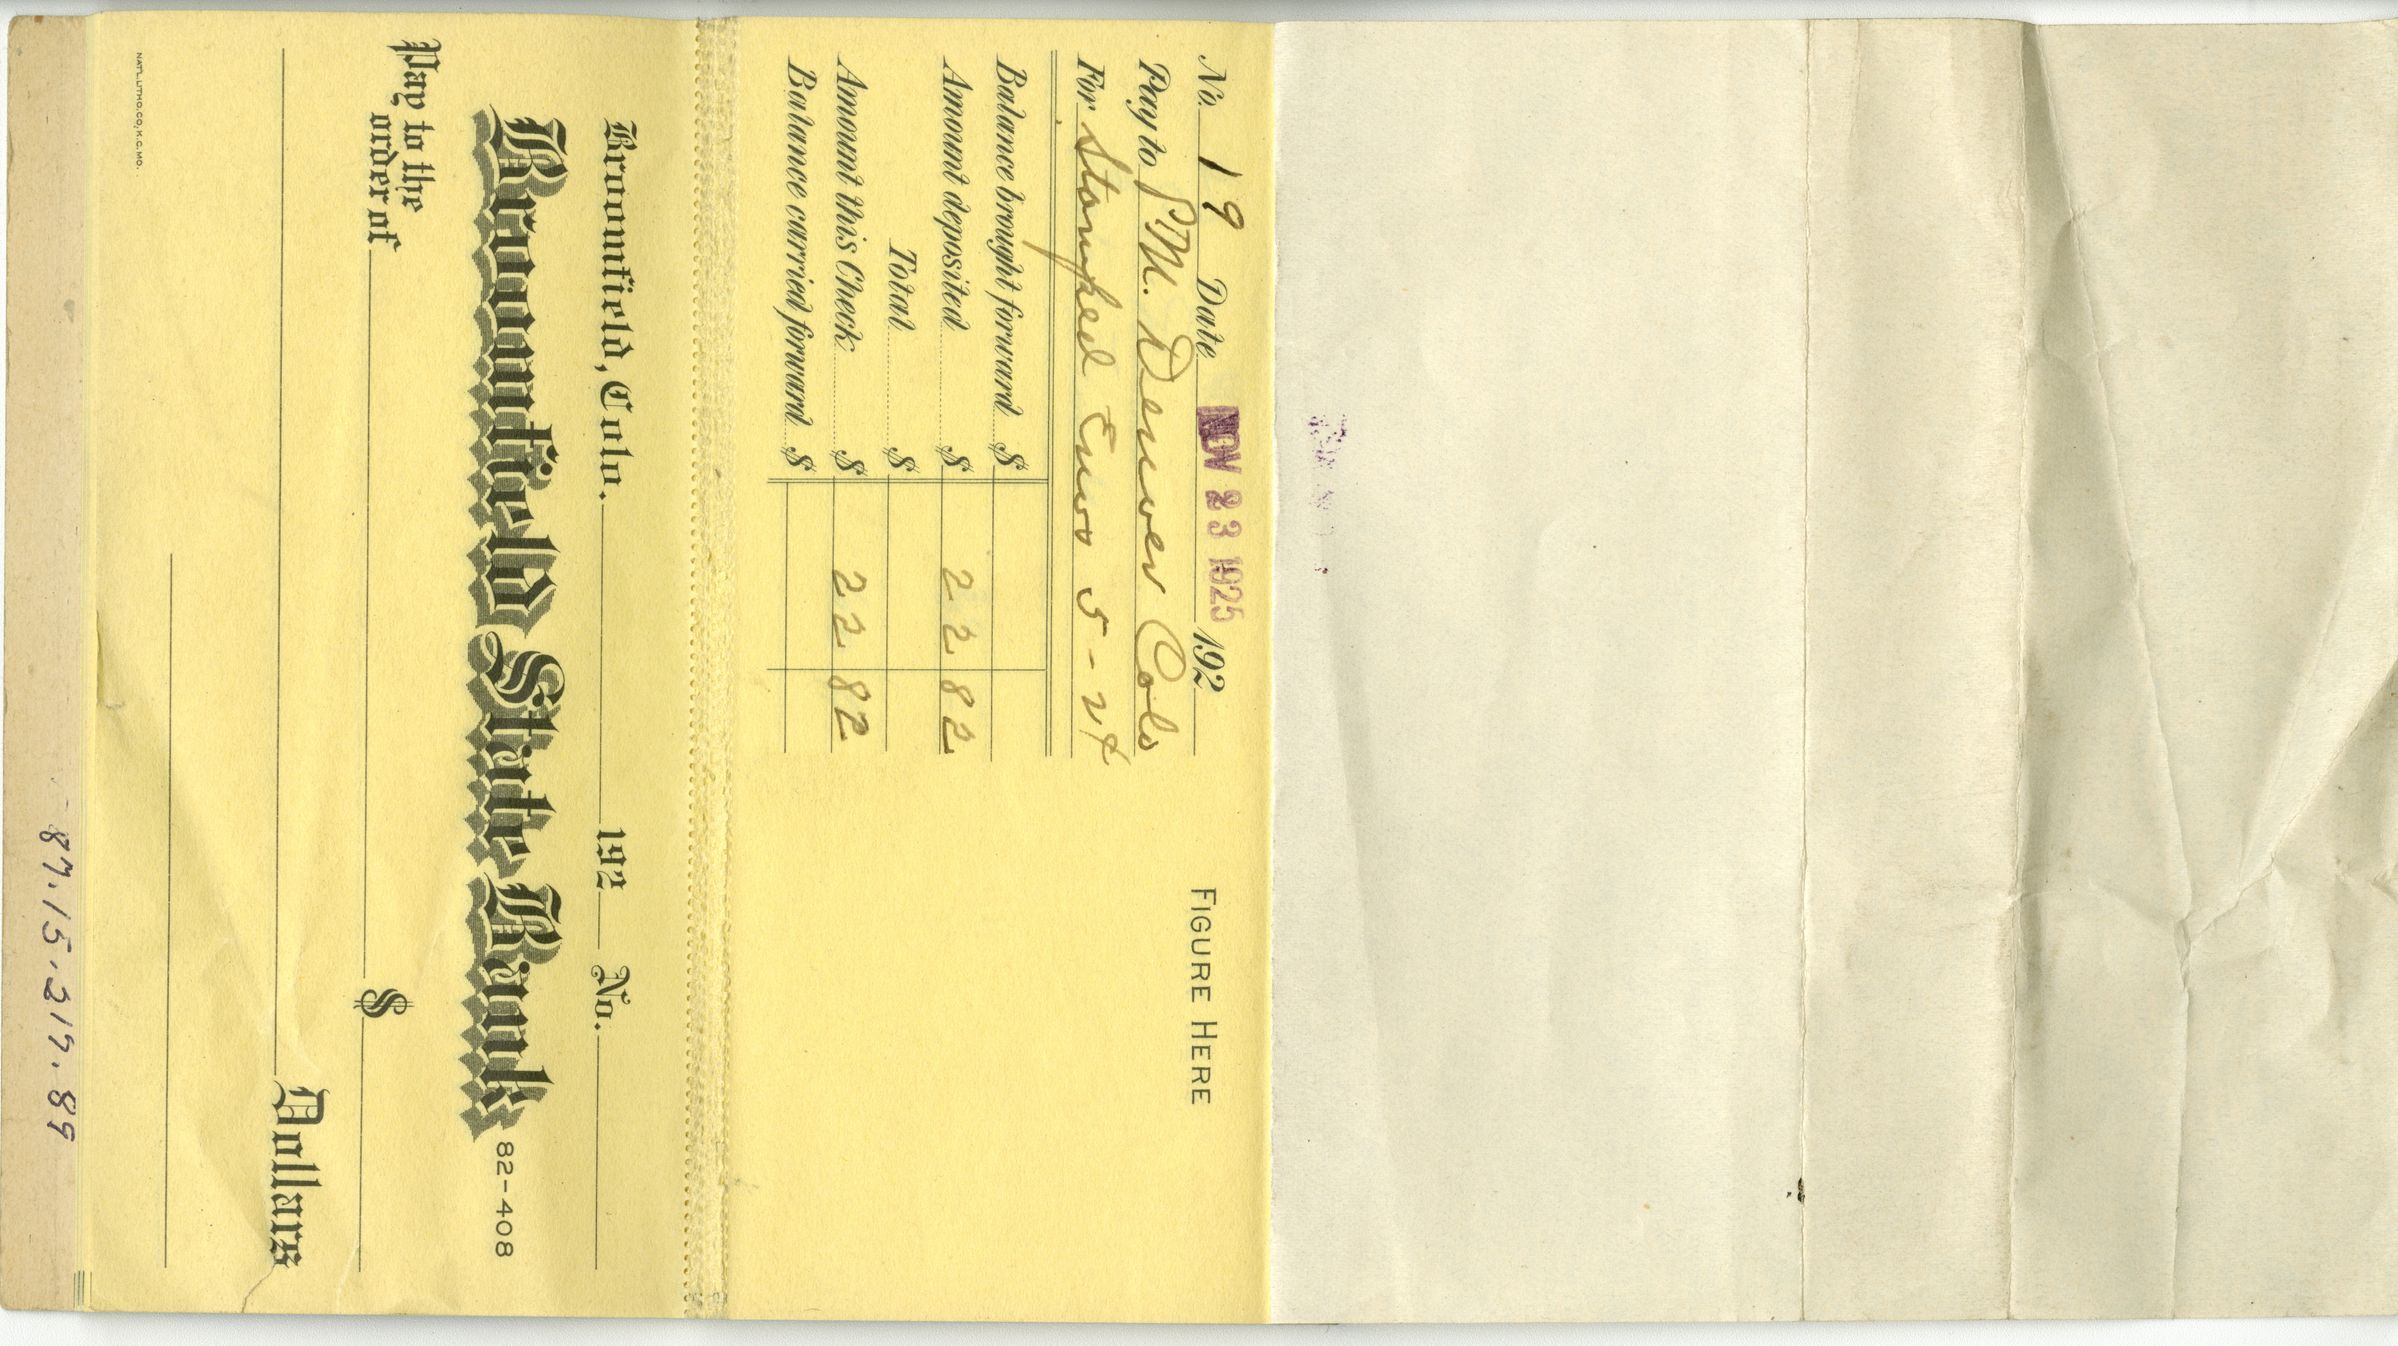 No. 19 Date NOV 23 1925 192
Pay to P.M. Denver Colo
For Stamped Envo 5-24
Balance brought forward $
Amount deposited $ 22 82
Total $
Amount this Check $ 22 82
Balance carried forward $
FIGURE HERE
Broomfield, Colo. 192 No.
Broomfield State Bank 82-408
Pay to the
order of $
Dollars
NAT'L LITHO. CO., K.C. MO.
87.15.217.89